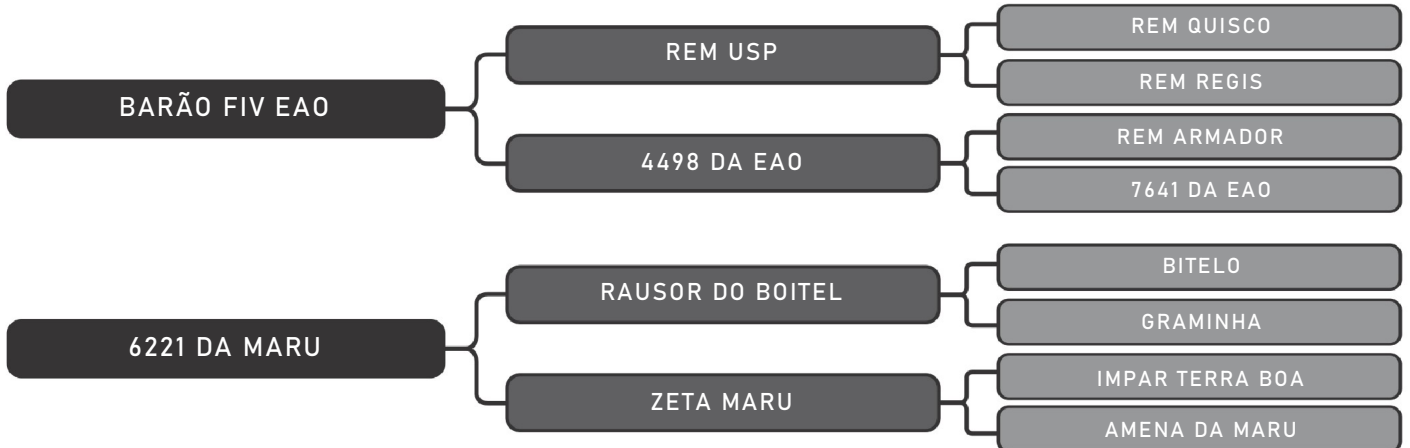 BARÃO FIV EAO
REM USP
REM QUISCO
REM REGIS
4498 DA EAO
REM ARMADOR
7641 DA EAO
6221 DA MARU
RAUSOR DO BOITEL
BITELO
GRAMINHA
ZETA MARU
IMPAR TERRA BOA
AMENA DA MARU